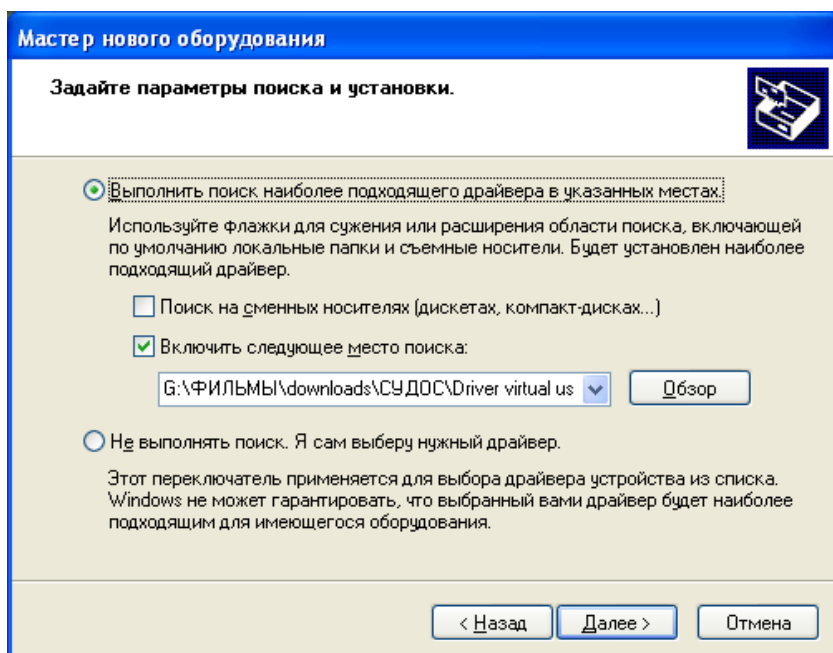 Мастер нового оборудования
Задайте параметры поиска и установки.
Выполнить поиск наиболее подходящего драйвера в указанных местах.
Используйте флажки для сужения или расширения области поиска, включающей
по умолчанию локальные папки и съемные носители. Будет установлен наиболее
подходящий драйвер.
Поиск на сменных носителях (дискетах, компакт-дисках...)
Включить следующее место поиска:
G:\ФИЛЬМЫ\downloads\СУДОС\Driver virtual us
Обзор
Не выполнять поиск. Я сам выберу нужный драйвер.
Этот переключатель применяется для выбора драйвера устройства из списка.
Windows не может гарантировать, что выбранный вами драйвер будет наиболее
подходящим для имеющегося оборудования.
< Назад Далее > Отмена